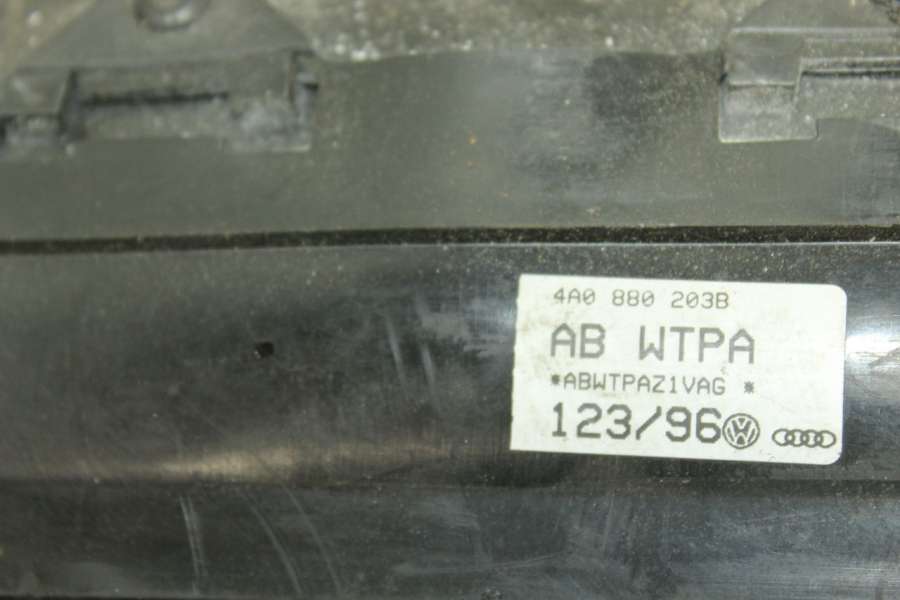 4A0 880 203B
AB WTPA
*ABWTPAZ1VAG *
123/96